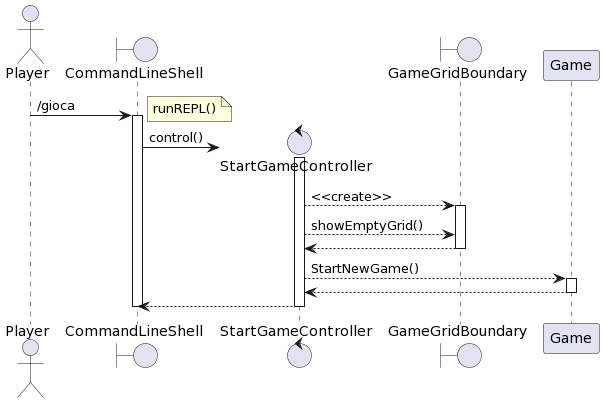 Player
CommandLineShell
GameGridBoundary
Game
/gioca
runREPL()
control()
StartGameController
<<create>>
showEmptyGrid()
StartNewGame()
Player
CommandLineShell
StartGameController
GameGridBoundary
Game